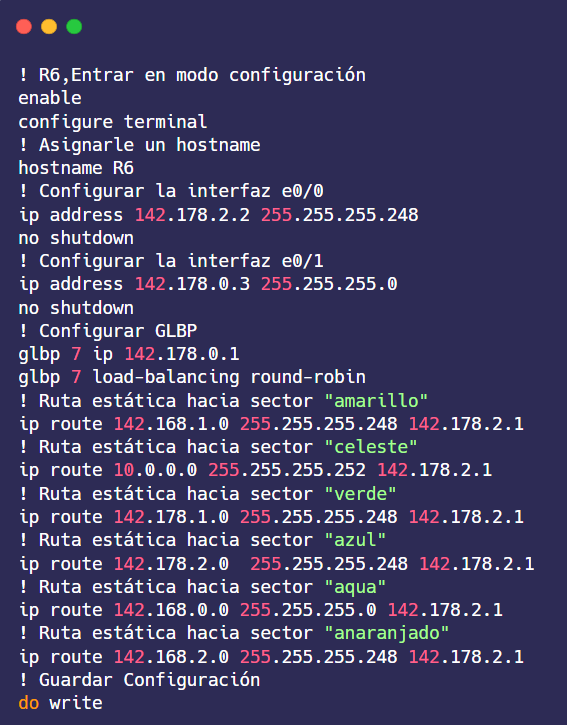 ! R6,Entrar en modo configuración
enable
configure terminal
! Asignarle un hostname
hostname R6
! Configurar la interfaz e0/0
ip address 142.178.2.2 255.255.255.248
no shutdown
! Configurar la interfaz e0/1
ip address 142.178.0.3 255.255.255.0
no shutdown
! Configurar GLBP
glbp 7 ip 142.178.0.1
glbp 7 load-balancing round-robin
! Ruta estática hacia sector "amarillo"
ip route 142.168.1.0 255.255.255.248 142.178.2.1
! Ruta estática hacia sector "celeste"
ip route 10.0.0.0 255.255.255.252 142.178.2.1
! Ruta estática hacia sector "verde"
ip route 142.178.1.0 255.255.255.248 142.178.2.1
! Ruta estática hacia sector "azul"
ip route 142.178.2.0  255.255.255.248 142.178.2.1
! Ruta estática hacia sector "aqua"
ip route 142.168.0.0 255.255.255.0 142.178.2.1
! Ruta estática hacia sector "anaranjado"
ip route 142.168.2.0 255.255.255.248 142.178.2.1
! Guardar Configuración
do write